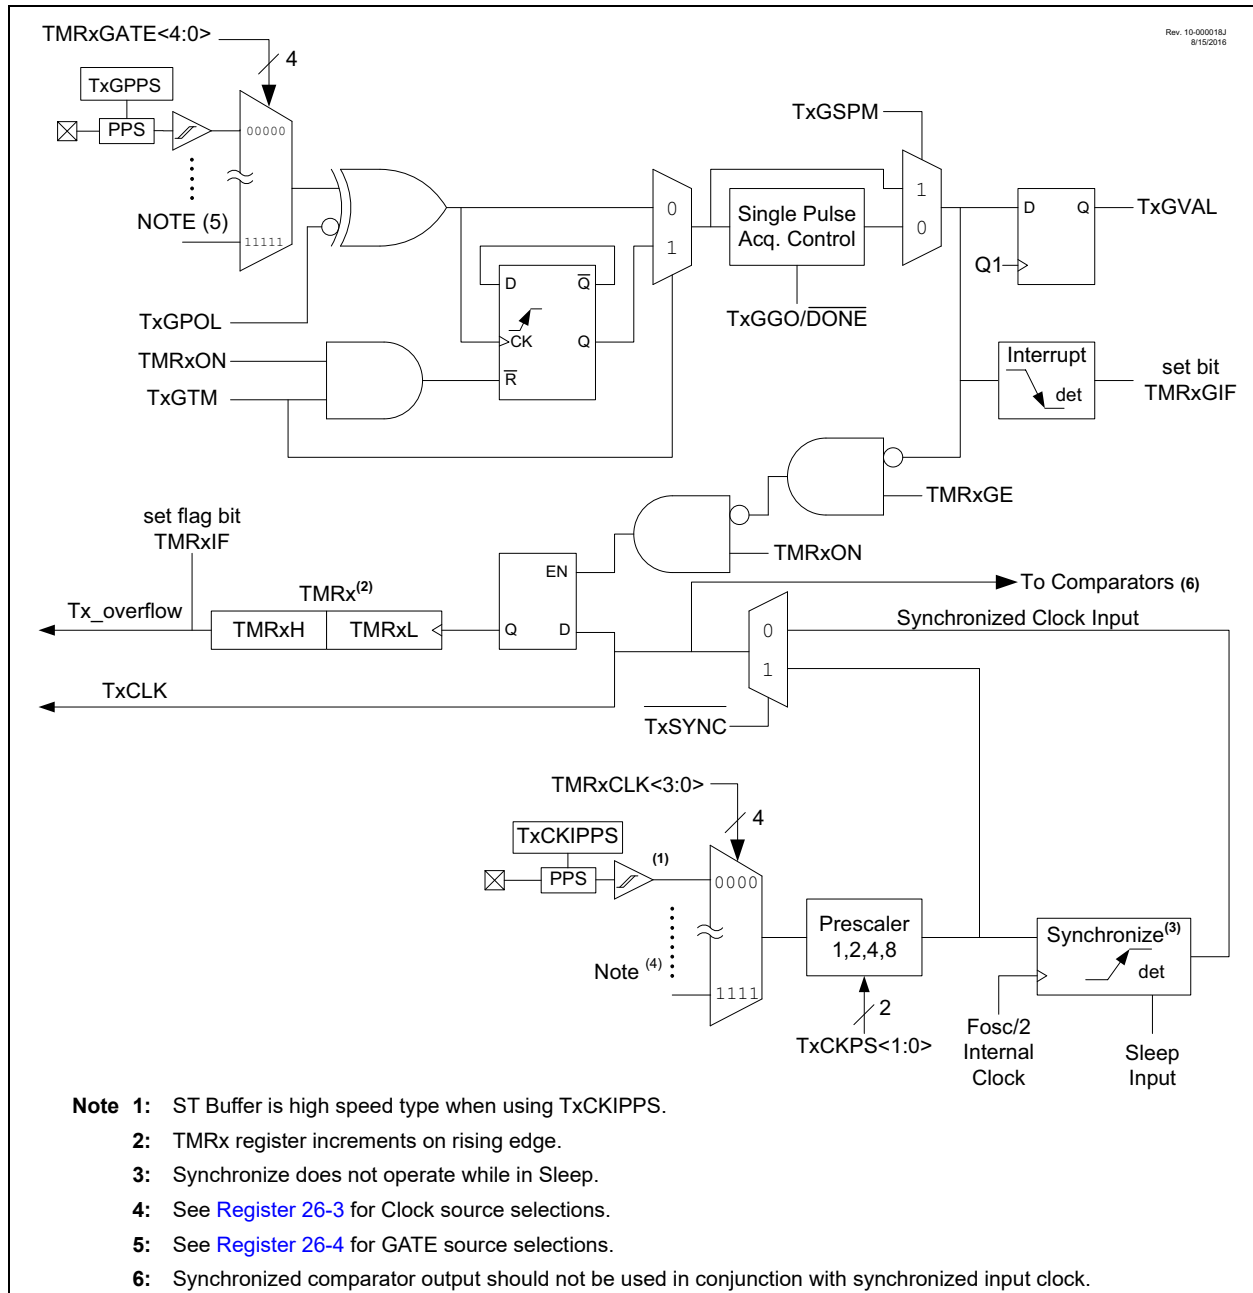 TMRxGATE<4:0>
4
Rev. 10-000018J
8/15/2016
TxGPPS
PPS
00000
NOTE (5)
11111
TxGPOL
TMRxON
TxGTM
D
Q
CK
Q
R
0
1
Single Pulse
Acq. Control
TxGGO/DONE
TxGSPM
1
0
D
Q
Q1
TxGVAL
Interrupt
det
set bit
TMRxGIF
TMRxGE
TMRxON
set flag bit
TMRxIF
Tx_overflow
TMRx(2)
TMRxH
TMRxL
EN
Q
D
To Comparators (6)
Synchronized Clock Input
0
1
TxCLK
TxSYNC
TMRxCLK<3:0>
4
TxCKIPPS
(1)
PPS
0000
Note (4)
1111
Prescaler
1,2,4,8
2
TxCKPS<1:0>
Synchronize(3)
det
Fosc/2
Internal
Clock
Sleep
Input
Note 1: ST Buffer is high speed type when using TxCKIPPS.
2: TMRx register increments on rising edge.
3: Synchronize does not operate while in Sleep.
4: See Register 26-3 for Clock source selections.
5: See Register 26-4 for GATE source selections.
6: Synchronized comparator output should not be used in conjunction with synchronized input clock.